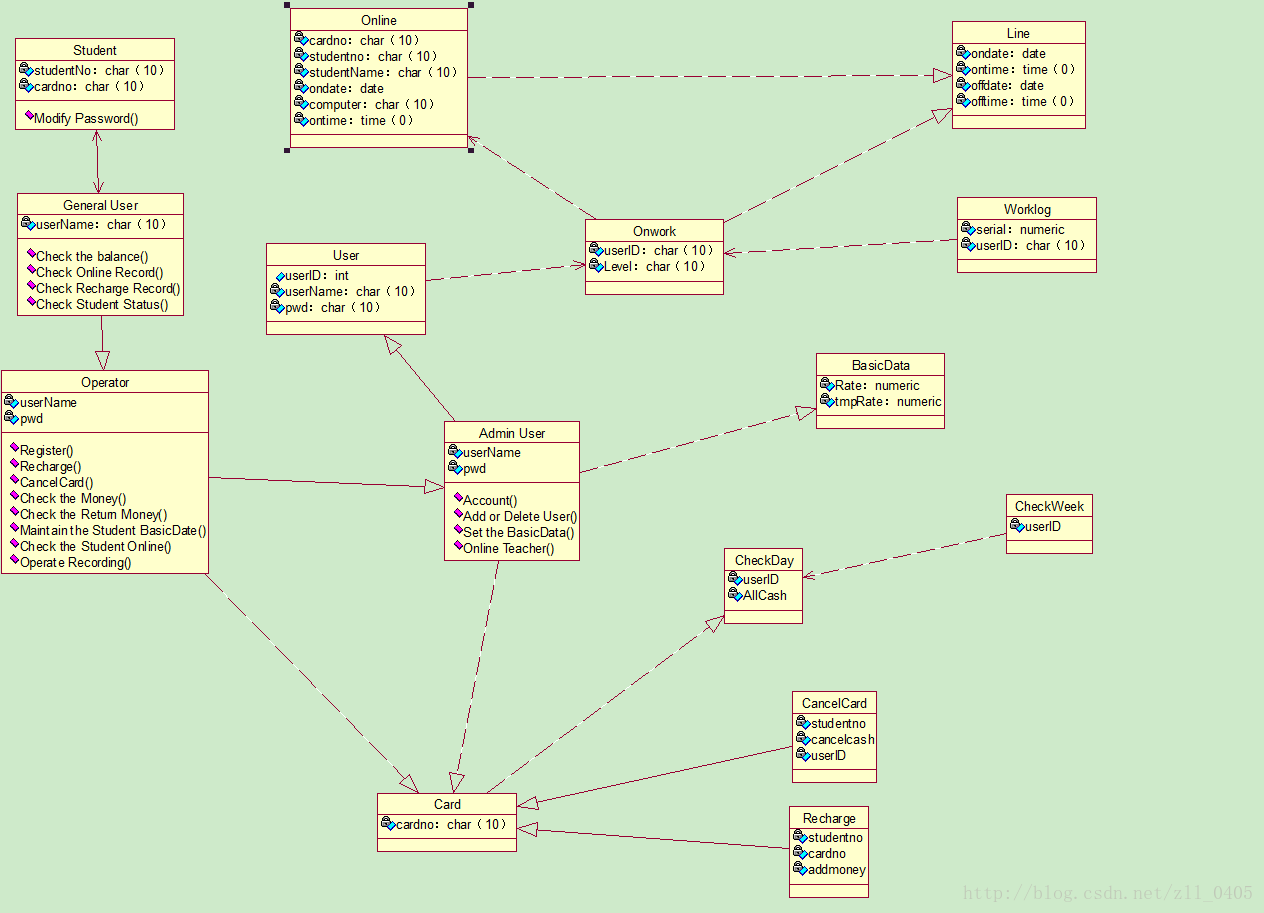 Student
studentNo：char（10）
cardno：char（10）
Modify Password()
Online
cardno：char（10）
studentno：char（10）
studentName：char（10）
ondate：date
computer：char（10）
ontime：time（0）
Line
ondate：date
ontime：time（0）
offdate：date
offtime：time（0）
General User
userName：char（10）
Check the balance()
Check Online Record()
Check Recharge Record()
Check Student Status()
User
userID：int
userName：char（10）
pwd：char（10）
Onwork
userID：char（10）
Level：char（10）
Worklog
serial：numeric
userID：char（10）
Operator
userName
pwd
Register()
Recharge()
CancelCard()
Check the Money()
Check the Return Money()
Maintain the Student BasicDate()
Check the Student Online()
Operate Recording()
Admin User
userName
pwd
Account()
Add or Delete User()
Set the BasicData()
Online Teacher()
BasicData
Rate：numeric
tmpRate：numeric
CheckWeek
userID
CheckDay
userID
AllCash
CancelCard
studentno
cancelcash
userID
Card
cardno：char（10）
Recharge
studentno
cardno
addmoney
http://blog.csdn.net/zll_0405